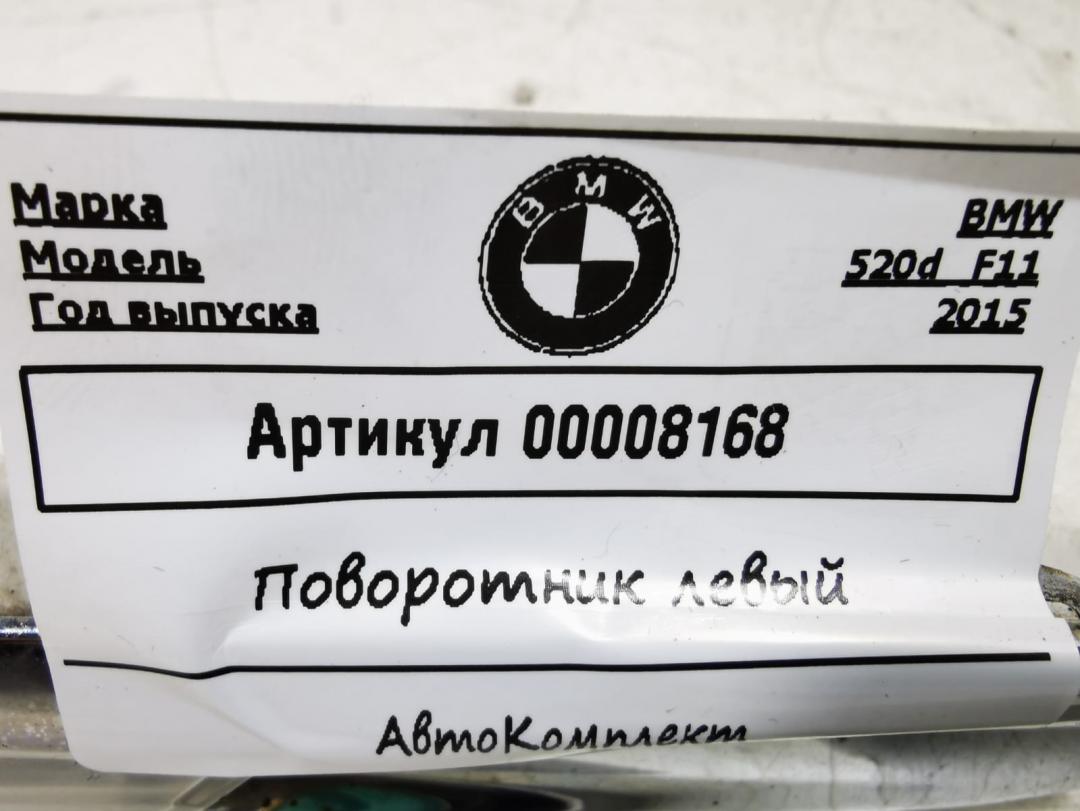 Марка BMW
Модель 520d F11
Год выпуска 2015
BMW
Артикул 00008168
Поворотник левый
АвтоКомплект